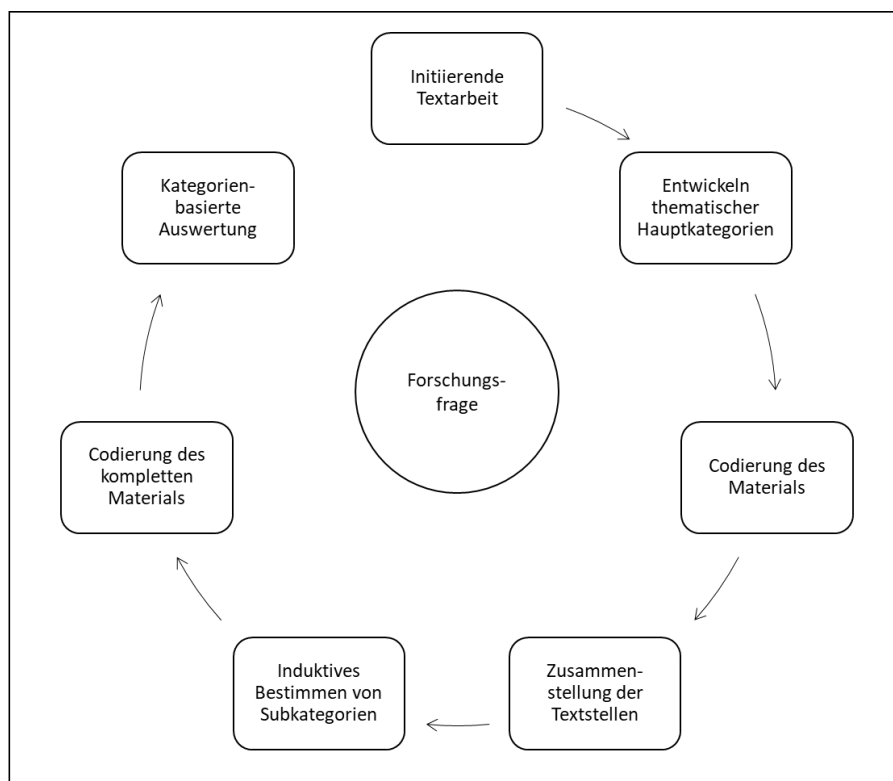 Initiierende
Textarbeit
Entwickeln
thematischer
Hauptkategorien
Codierung des
Materials
Zusammen-
stellung der
Textstellen
Induktives
Bestimmen von
Subkategorien
Codierung des
kompletten
Materials
Kategorien-
basierte
Auswertung
Forschungs-
frage